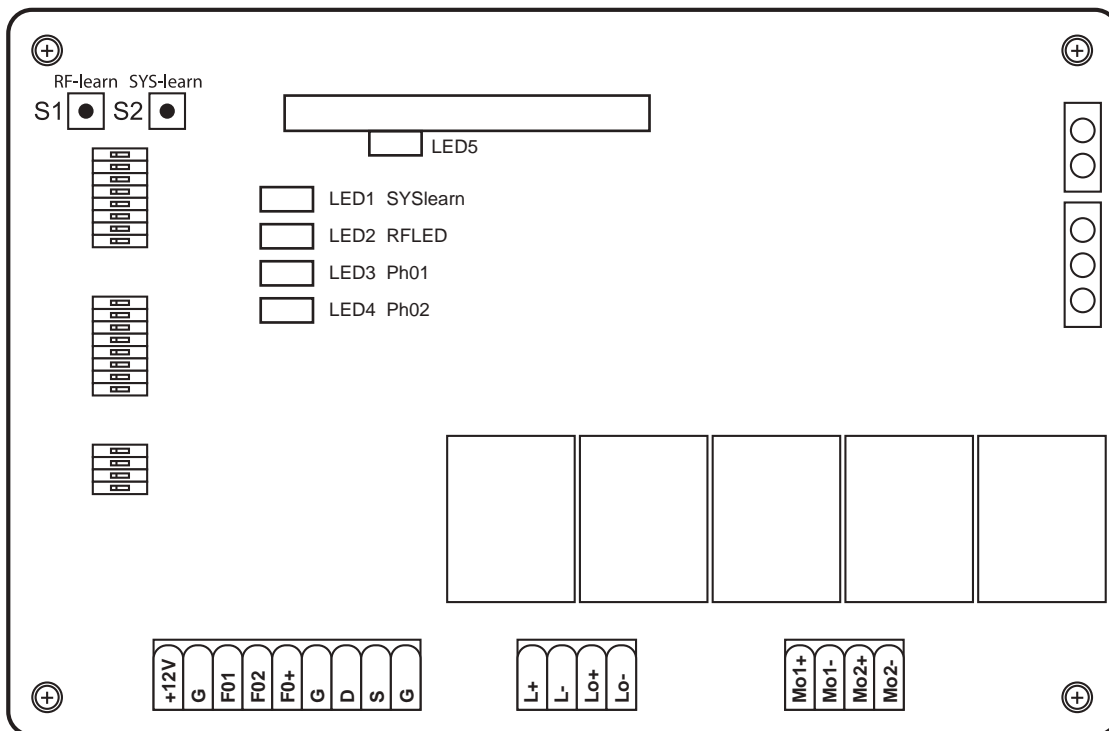 RF-learn SYS-learn
S1 S2
LED5
LED1 SYSlearn
LED2 RFLED
LED3 Ph01
LED4 Ph02
+12V G F01 F02 F0+ G D S G
L+ L- Lo+ Lo-
Mo1+ Mo1- Mo2+ Mo2-